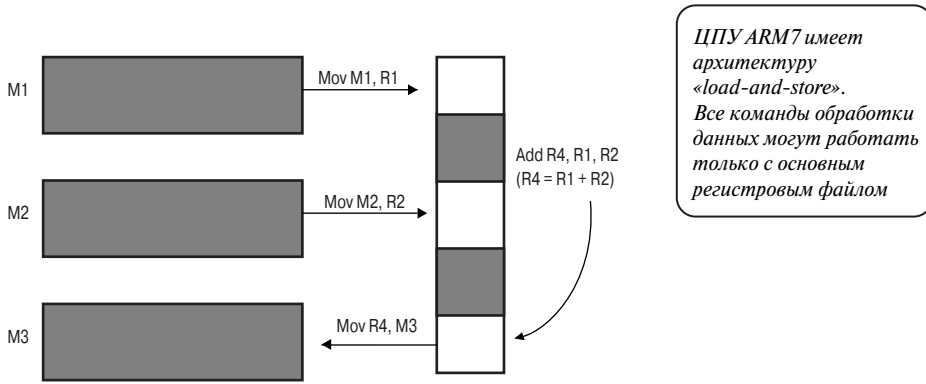 M1
Mov M1, R1
M2
Mov M2, R2
M3
Mov R4, M3
Add R4, R1, R2
(R4 = R1 + R2)
ЦПУ ARM7 имеет
архитектуру
«load-and-store».
Все команды обработки
данных могут работать
только с основным
регистровым файлом